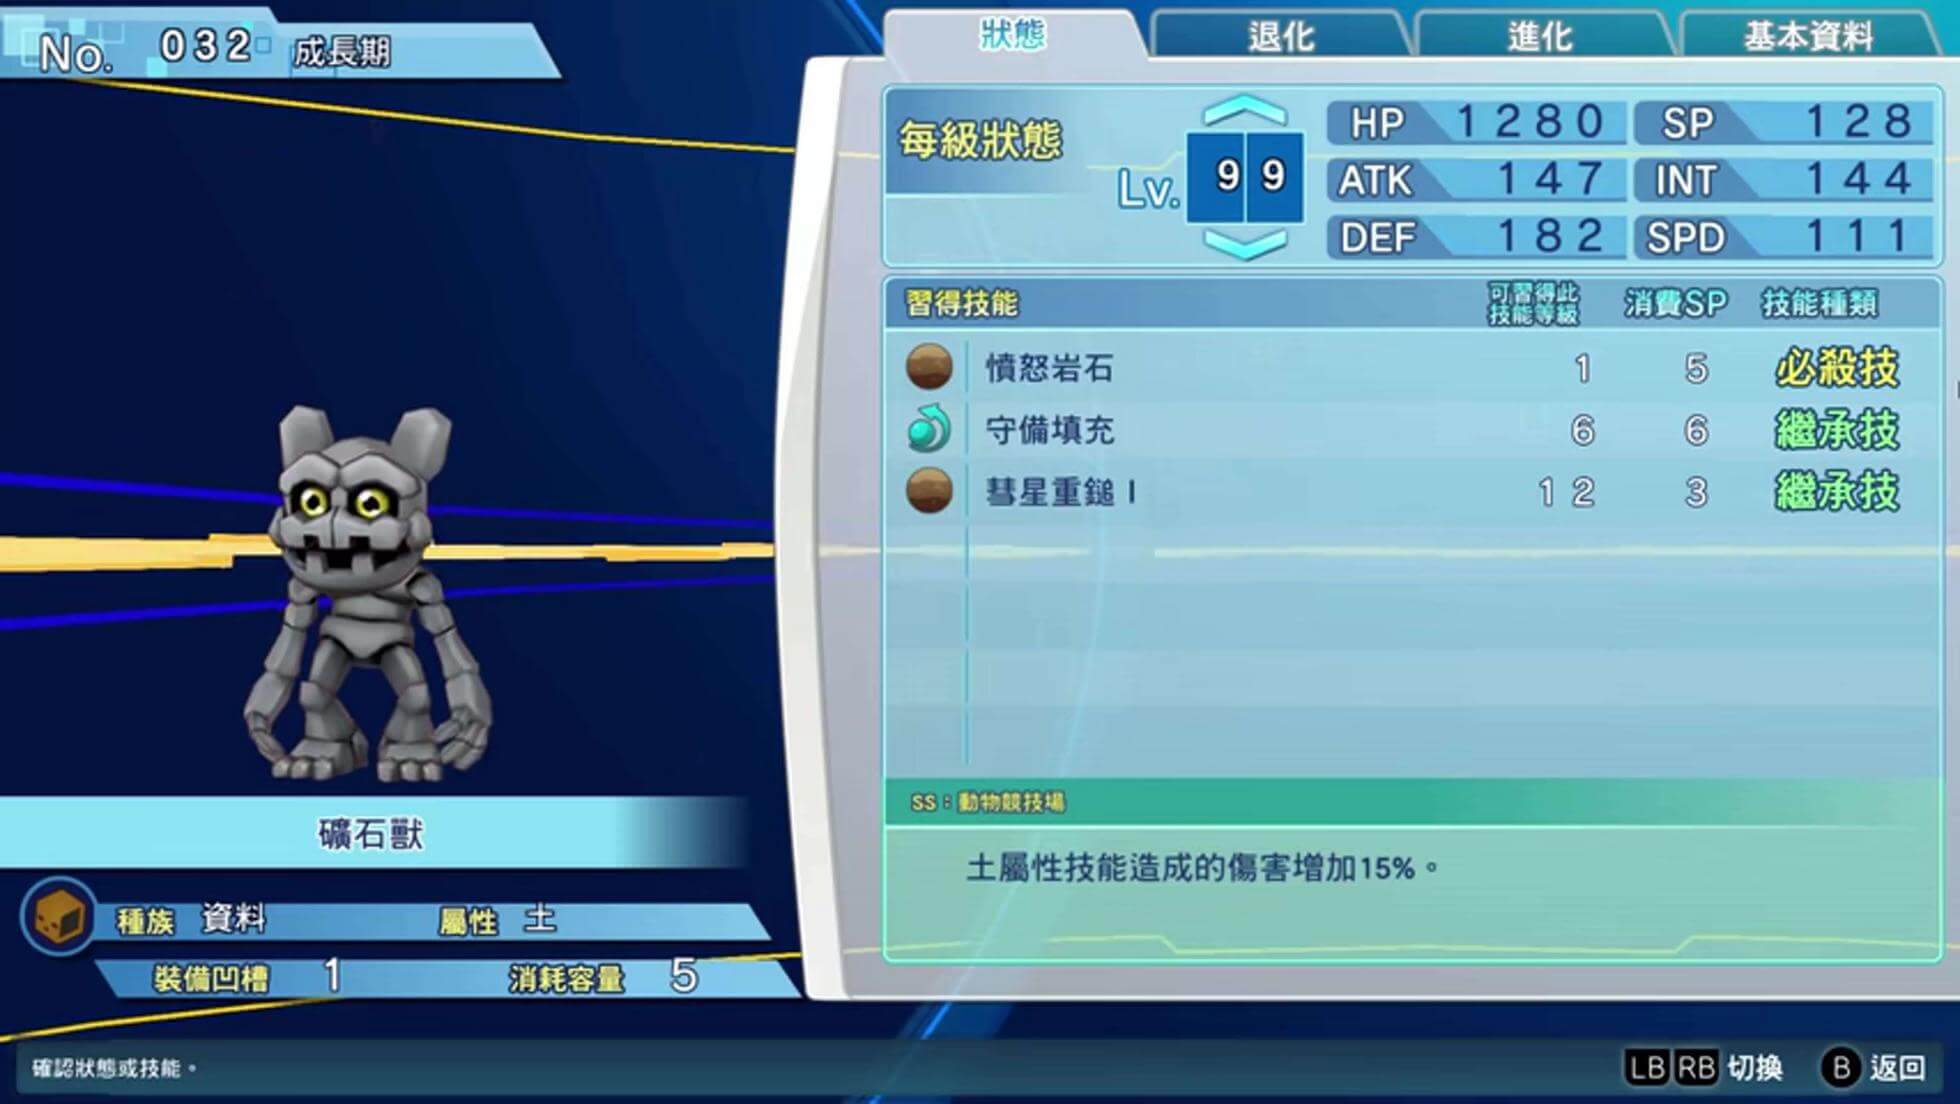 No. 032 成長期
狀態 退化 進化 基本資料
每級狀態
Lv. 99
HP 1280 SP 128
ATK 147 INT 144
DEF 182 SPD 111
習得技能 可習得此技能等級 消費SP 技能種類
憤怒岩石 1 5 必殺技
守備填充 6 6 繼承技
彗星重鎚 I 12 3 繼承技
SS:動物競技場
土屬性技能造成的傷害增加15%。
礦石獸
種族 資料 屬性 土
裝備凹槽 1 消耗容量 5
確認狀態或技能。
LB RB 切換 B 返回